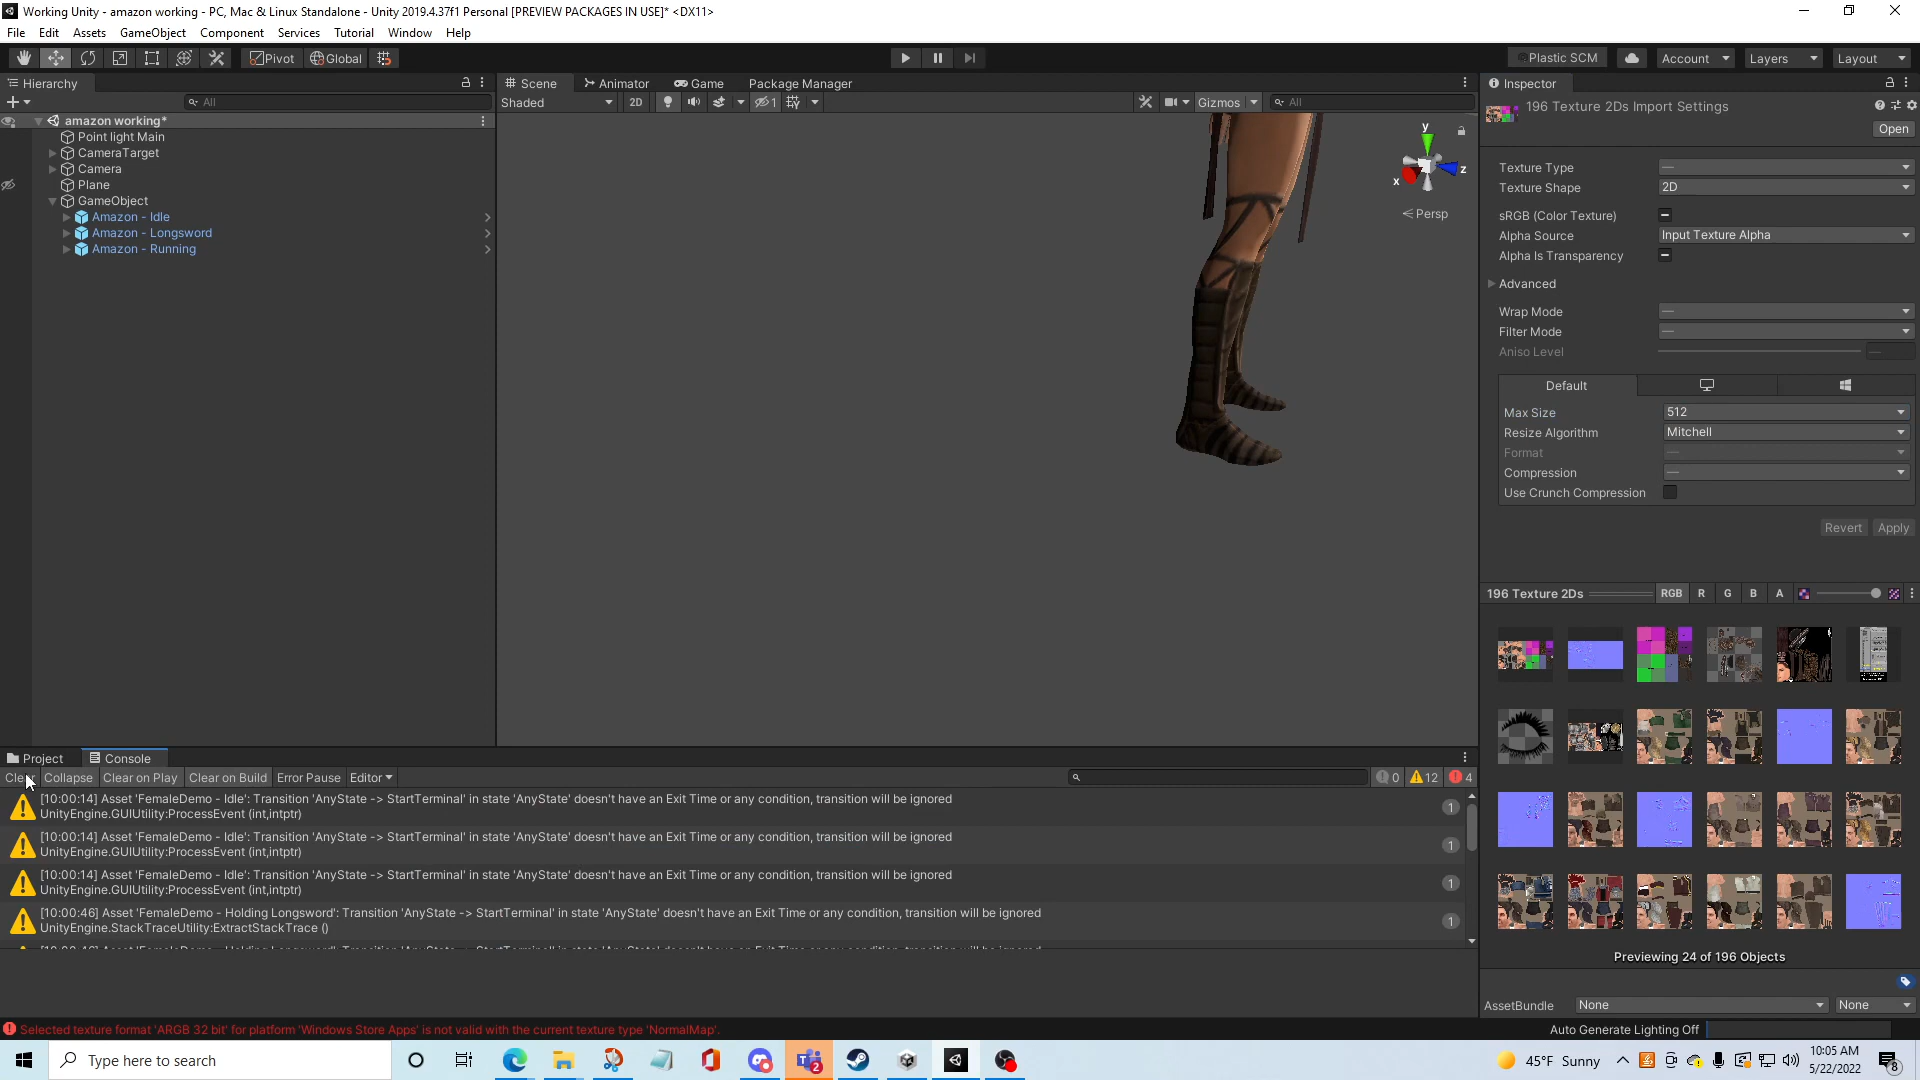 Working Unity - amazon working - PC, Mac & Linux Standalone - Unity 2019.4.37f1 Personal [PREVIEW PACKAGES IN USE]* <DX11>
File Edit Assets GameObject Component Services Tutorial Window Help
Pivot Global Plastic SCM Account Layers Layout
Hierarchy
All
amazon working*
Point light Main
CameraTarget
Camera
Plane
GameObject
Amazon - Idle
Amazon - Longsword
Amazon - Running
Scene Animator Game Package Manager
Shaded 2D 1 Gizmos All
y
x z
Persp
Inspector
196 Texture 2Ds Import Settings
Open
Texture Type —
Texture Shape 2D
sRGB (Color Texture)
Alpha Source Input Texture Alpha
Alpha Is Transparency
Advanced
Wrap Mode —
Filter Mode —
Aniso Level —
Default
Max Size 512
Resize Algorithm Mitchell
Format —
Compression —
Use Crunch Compression
Revert Apply
196 Texture 2Ds RGB R G B A
Previewing 24 of 196 Objects
AssetBundle None None
Project Console
Clear Collapse Clear on Play Clear on Build Error Pause Editor 0 12 4
[10:00:14] Asset 'FemaleDemo - Idle': Transition 'AnyState -> StartTerminal' in state 'AnyState' doesn't have an Exit Time or any condition, transition will be ignored
UnityEngine.GUIUtility:ProcessEvent (int,intptr)
1
[10:00:14] Asset 'FemaleDemo - Idle': Transition 'AnyState -> StartTerminal' in state 'AnyState' doesn't have an Exit Time or any condition, transition will be ignored
UnityEngine.GUIUtility:ProcessEvent (int,intptr)
1
[10:00:14] Asset 'FemaleDemo - Idle': Transition 'AnyState -> StartTerminal' in state 'AnyState' doesn't have an Exit Time or any condition, transition will be ignored
UnityEngine.GUIUtility:ProcessEvent (int,intptr)
1
[10:00:46] Asset 'FemaleDemo - Holding Longsword': Transition 'AnyState -> StartTerminal' in state 'AnyState' doesn't have an Exit Time or any condition, transition will be ignored
UnityEngine.StackTraceUtility:ExtractStackTrace ()
1
Selected texture format 'ARGB 32 bit' for platform 'Windows Store Apps' is not valid with the current texture type 'NormalMap'.
Auto Generate Lighting Off
Type here to search
2
45°F Sunny
10:05 AM
5/22/2022
8